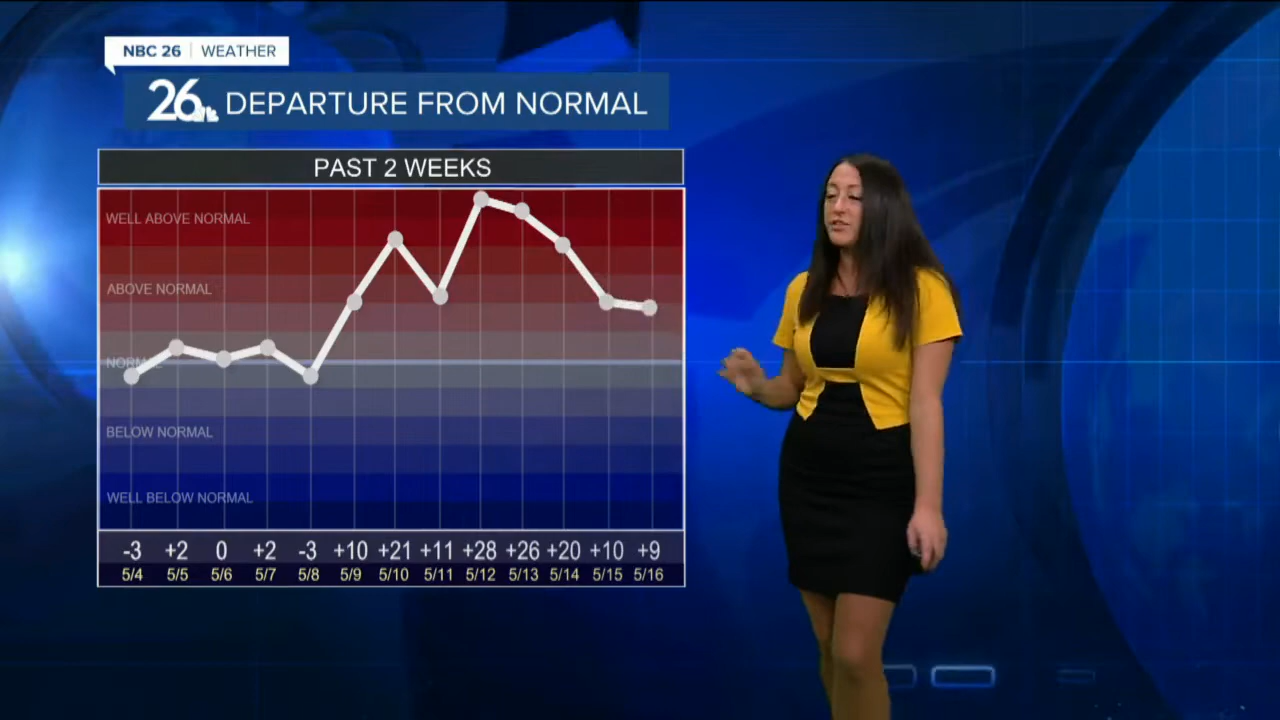 NBC 26 | WEATHER
26 DEPARTURE FROM NORMAL
PAST 2 WEEKS
WELL ABOVE NORMAL
ABOVE NORMAL
NORMAL
BELOW NORMAL
WELL BELOW NORMAL
-3 +2 0 +2 -3 +10 +21 +11 +28 +26 +20 +10 +9
5/4 5/5 5/6 5/7 5/8 5/9 5/10 5/11 5/12 5/13 5/14 5/15 5/16